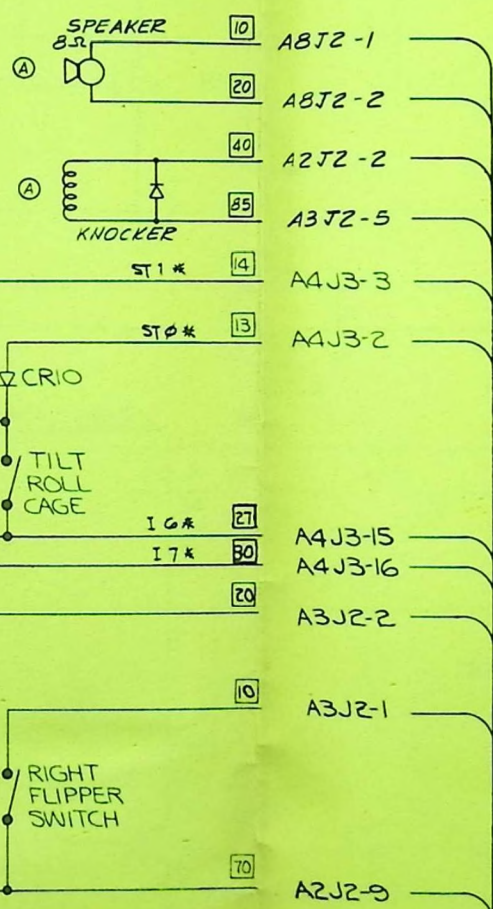 SPEAKER
8Ω
10
A8J2-1
A
20
A8J2-2
40
A2J2-2
A
85
A3J2-5
KNOCKER
ST 1 *
14
A4J3-3
STØ*
13
A4J3-2
CR10
TILT
ROLL
CAGE
I6*
27
A4J3-15
I7*
30
A4J3-16
20
A3J2-2
10
A3J2-1
RIGHT
FLIPPER
SWITCH
70
A2J2-9